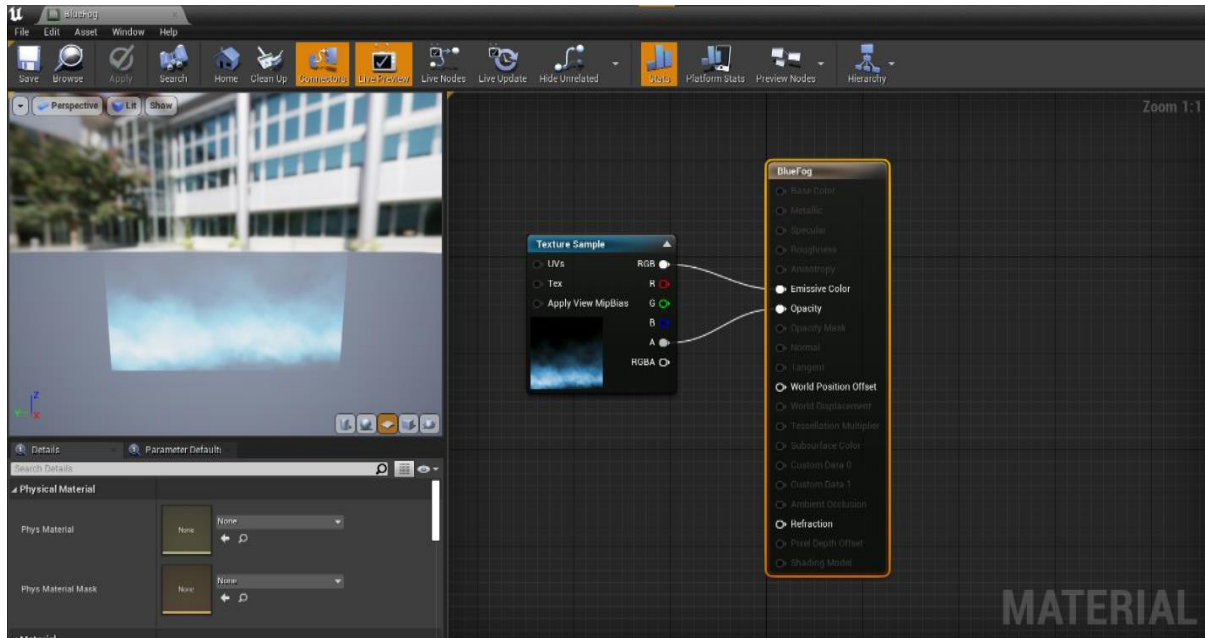 BlueFog
File Edit Asset Window Help
Save Browse Apply Search Home Clean Up Connectors Live Preview Live Nodes Live Update Hide Unrelated Stats Platform Stats Preview Nodes Hierarchy
Perspective Lit Show
Zoom 1:1
BlueFog
Base Color
Metallic
Specular
Roughness
Anisotropy
Emissive Color
Opacity
Opacity Mask
Normal
Tangent
World Position Offset
World Displacement
Tessellation Multiplier
Subsurface Color
Custom Data 0
Custom Data 1
Ambient Occlusion
Refraction
Pixel Depth Offset
Shading Model
Texture Sample
UVs RGB
Tex R
Apply View MipBias G
B
A
RGBA
Z
Y X
Details Parameter Defaults
Search Details
Physical Material
Phys Material None None
Phys Material Mask None None
Material
MATERIAL